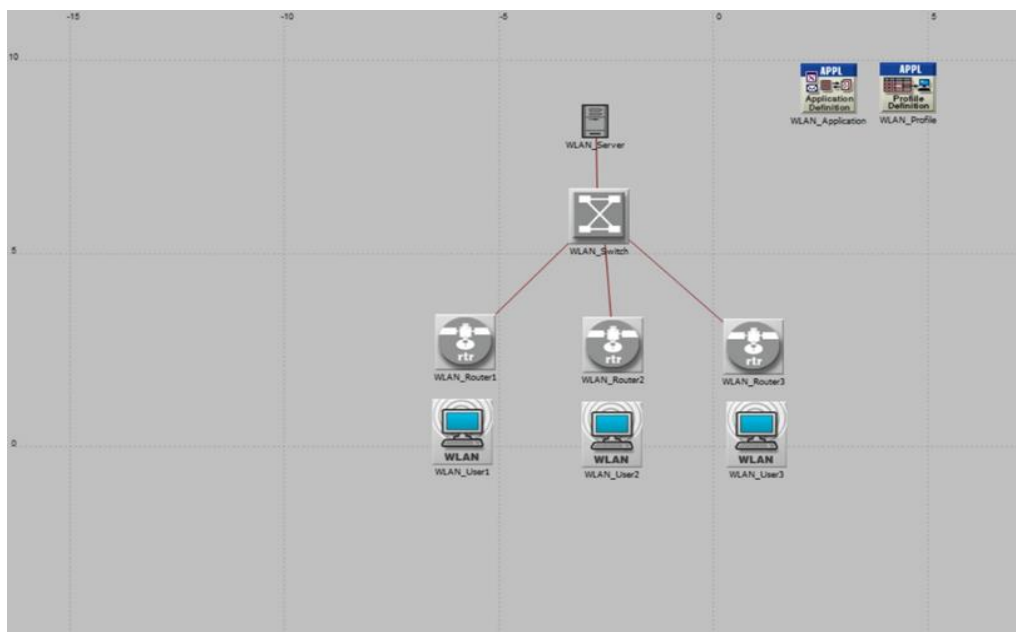 -15
-10
-5
0
5
10
APPL
Application
Definition
WLAN_Application
APPL
Profile
Definition
WLAN_Profile
WLAN_Server
5
WLAN_Switch
rtr
WLAN_Router1
rtr
WLAN_Router2
rtr
WLAN_Router3
0
WLAN
WLAN_User1
WLAN
WLAN_User2
WLAN
WLAN_User3